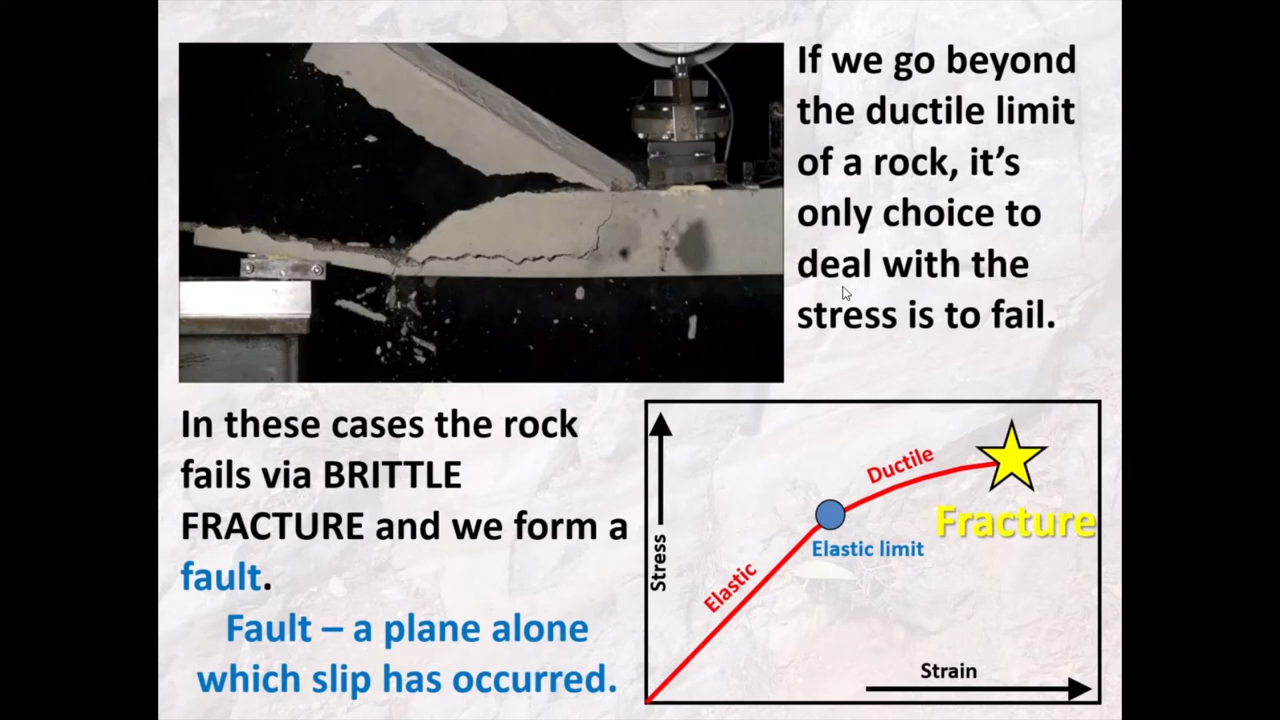 If we go beyond
the ductile limit
of a rock, it’s
only choice to
deal with the
stress is to fail.
In these cases the rock
fails via BRITTLE
FRACTURE and we form a
fault.
Fault – a plane alone
which slip has occurred.
Stress
Elastic
Elastic limit
Ductile
Fracture
Strain